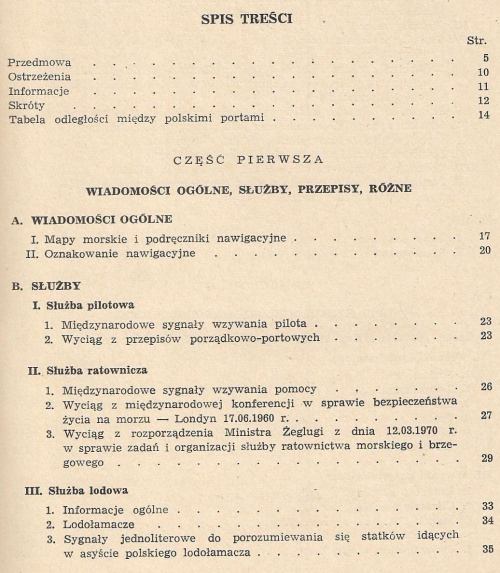 SPIS TREŚCI
Str.
Przedmowa . . . . . . . . . . . . . . . . 5
Ostrzeżenia . . . . . . . . . . . . . . . . 10
Informacje . . . . . . . . . . . . . . . . 11
Skróty . . . . . . . . . . . . . . . . 12
Tabela odległości między polskimi portami . . . . . . . . 14
CZĘŚĆ PIERWSZA
WIADOMOŚCI OGÓLNE, SŁUŻBY, PRZEPISY, RÓŻNE
A. WIADOMOŚCI OGÓLNE
I. Mapy morskie i podręczniki nawigacyjne . . . . . . . . 17
II. Oznakowanie nawigacyjne . . . . . . . . . . 20
B. SŁUŻBY
I. Służba pilotowa
1. Międzynarodowe sygnały wzywania pilota . . . . . . . 23
2. Wyciąg z przepisów porządkowo-portowych . . . . . . 23
II. Służba ratownicza
1. Międzynarodowe sygnały wzywania pomocy . . . . . . 26
2. Wyciąg z międzynarodowej konferencji w sprawie bezpieczeństwa
życia na morzu — Londyn 17.06.1960 r. . . . . . . . 27
3. Wyciąg z rozporządzenia Ministra Żeglugi z dnia 12.03.1970 r.
w sprawie zadań i organizacji służby ratownictwa morskiego i brze-
gowego . . . . . . . . . . . . . . 29
III. Służba lodowa
1. Informacje ogólne . . . . . . . . . . . . 33
2. Lodołamacze . . . . . . . . . . . . 34
3. Sygnały jednoliterowe do porozumiewania się statków idących
w asyście polskiego lodołamacza . . . . . . . . . 35